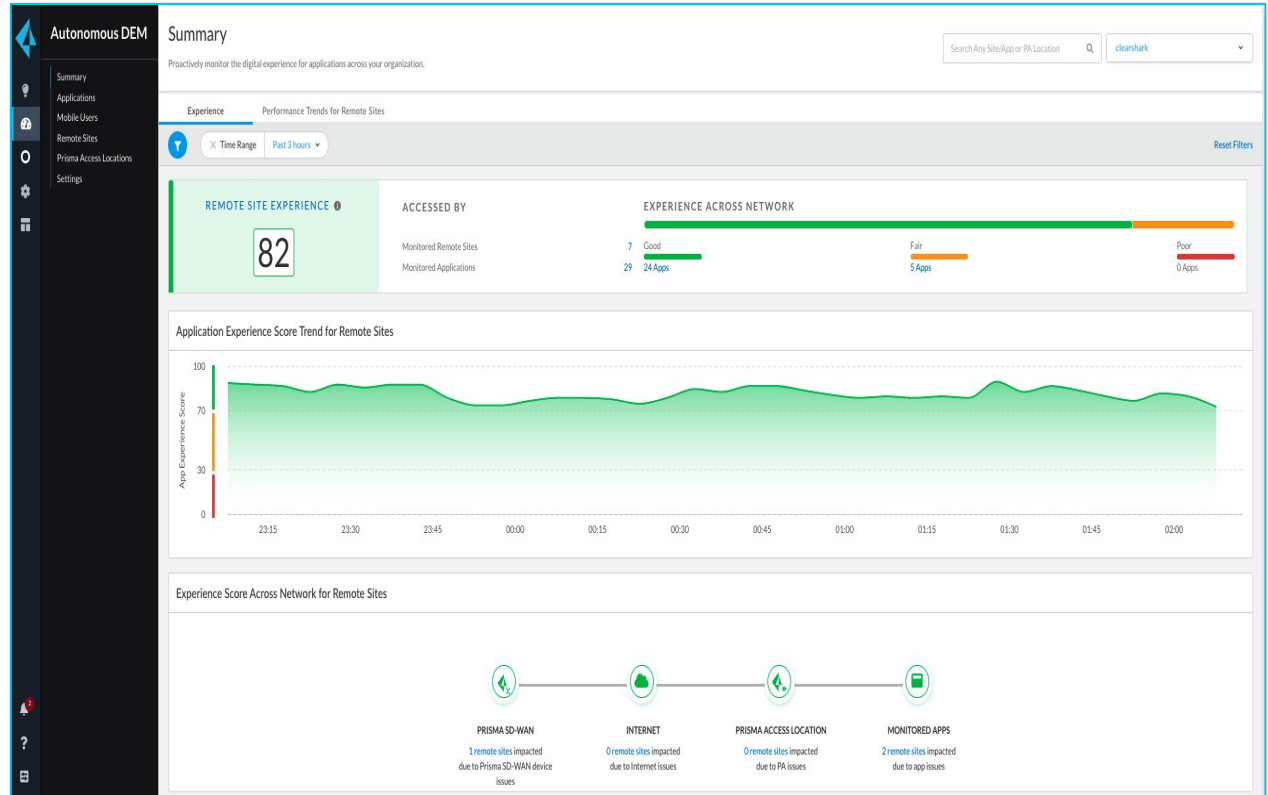 Autonomous DEM
Summary
Applications
Mobile Users
Remote Sites
Prisma Access Locations
Settings
2
?
Summary
Proactively monitor the digital experience for applications across your organization.
Search Any Site/App or PA Location
clearshark
Experience
Performance Trends for Remote Sites
X Time Range
Past 3 hours
Reset Filters
REMOTE SITE EXPERIENCE
82
ACCESSED BY
Monitored Remote Sites 7
Monitored Applications 29
EXPERIENCE ACROSS NETWORK
Good
24 Apps
Fair
5 Apps
Poor
0 Apps
Application Experience Score Trend for Remote Sites
App Experience Score
100
70
30
0
23:15 23:30 23:45 00:00 00:15 00:30 00:45 01:00 01:15 01:30 01:45 02:00
Experience Score Across Network for Remote Sites
PRISMA SD-WAN
1 remote sites impacted
due to Prisma SD-WAN device
issues
INTERNET
0 remote sites impacted
due to Internet issues
PRISMA ACCESS LOCATION
0 remote sites impacted
due to PA issues
MONITORED APPS
2 remote sites impacted
due to app issues